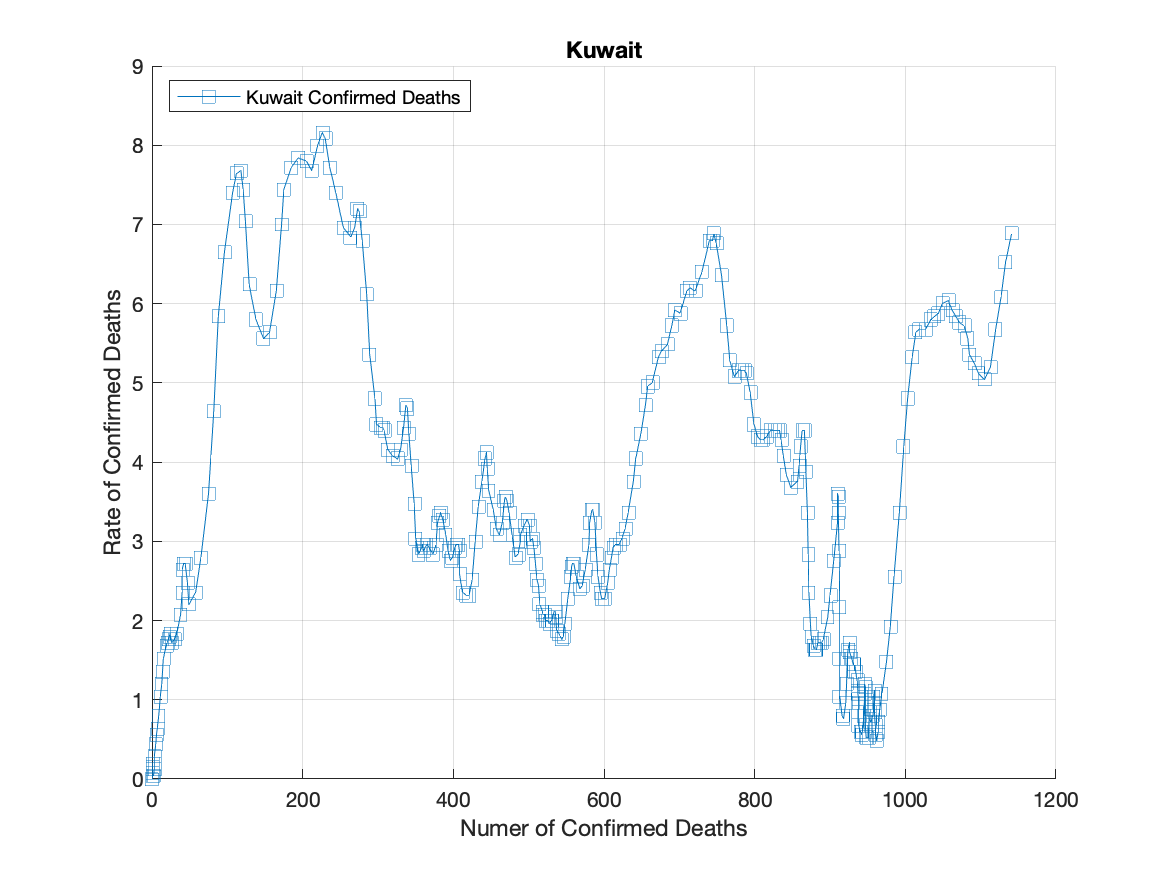 Kuwait
Kuwait Confirmed Deaths
9
8
7
6
5
4
3
2
1
0
Rate of Confirmed Deaths
0 200 400 600 800 1000 1200
Numer of Confirmed Deaths